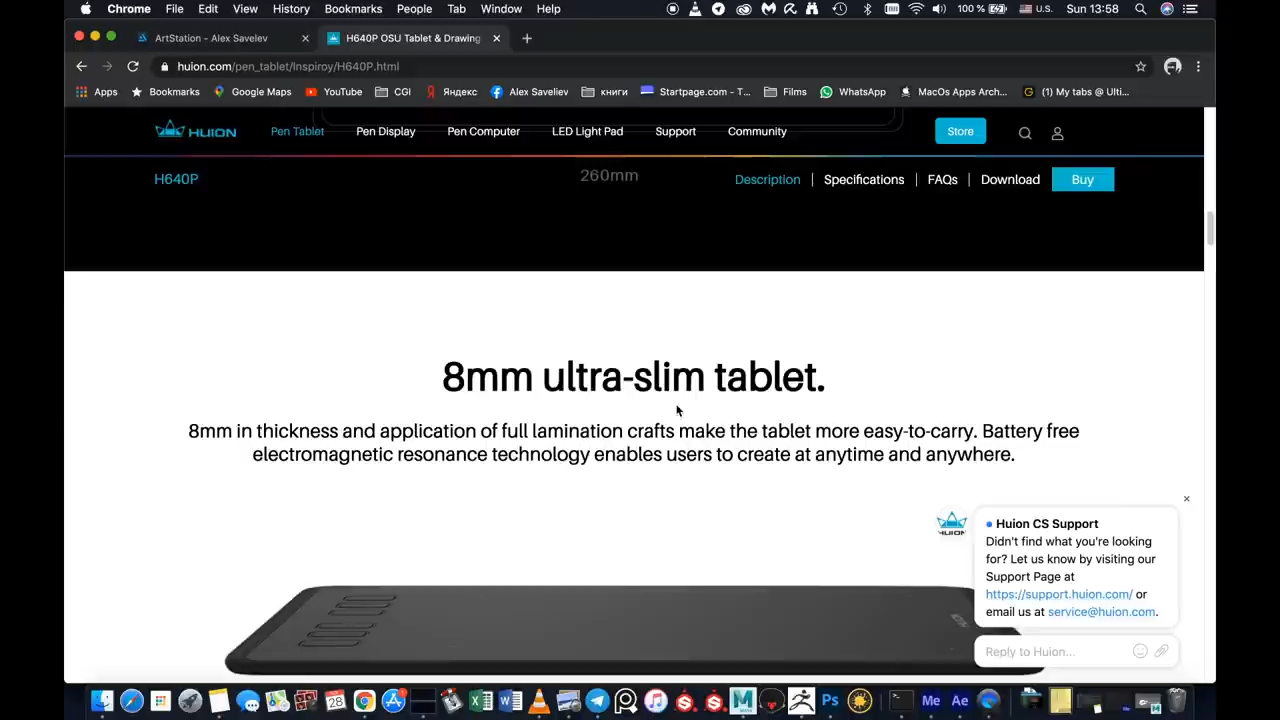 Chrome File Edit View History Bookmarks People Tab Window Help 100 % U.S. Sun 13:58
ArtStation - Alex Savelev H640P OSU Tablet & Drawing
huion.com/pen_tablet/Inspiroy/H640P.html
Apps Bookmarks Google Maps YouTube CGI Яндекс Alex Saveliev книги Startpage.com - T... Films WhatsApp MacOs Apps Arch... (1) My tabs @ Ulti...
HUION Pen Tablet Pen Display Pen Computer LED Light Pad Support Community Store
H640P 260mm Description | Specifications | FAQs | Download Buy
8mm ultra-slim tablet.
8mm in thickness and application of full lamination crafts make the tablet more easy-to-carry. Battery free
electromagnetic resonance technology enables users to create at anytime and anywhere.
HUION
Huion CS Support
Didn't find what you're looking
for? Let us know by visiting our
Support Page at
https://support.huion.com/ or
email us at service@huion.com.
Reply to Huion...
28 Ps Me Ae